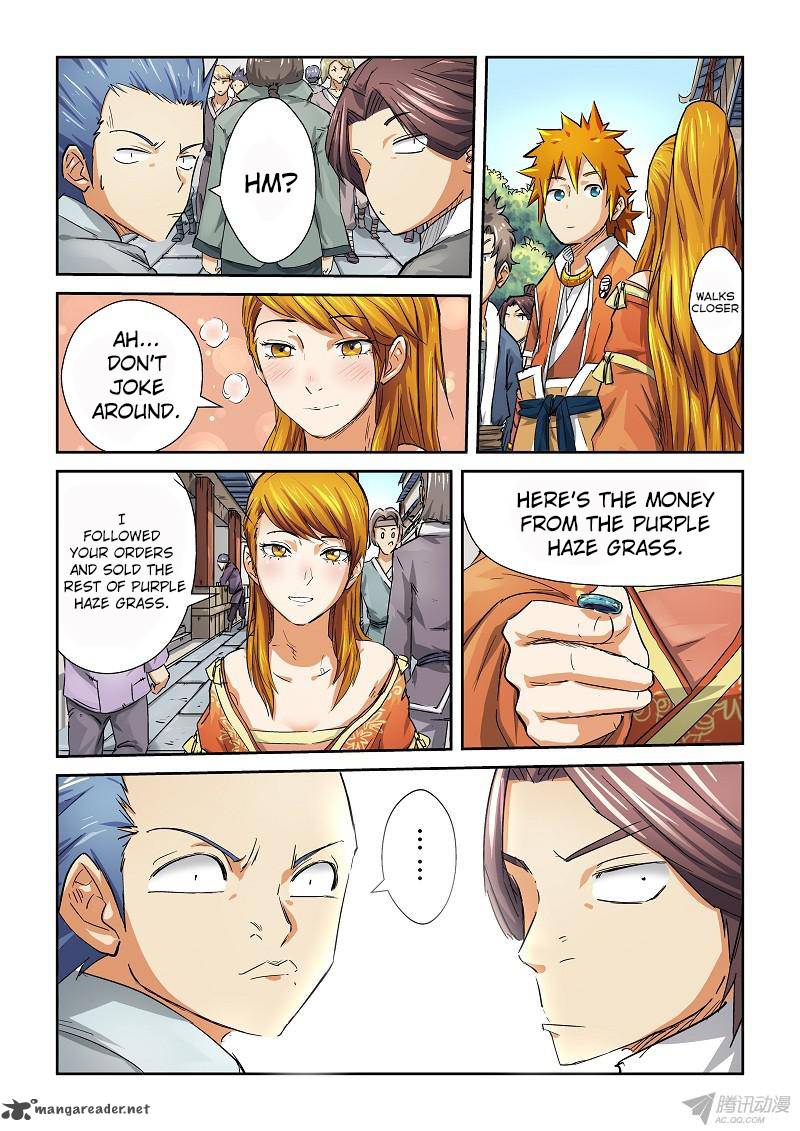 HM?
WALKS
CLOSER
AH...
DON'T
JOKE
AROUND.
I
FOLLOWED
YOUR ORDERS
AND SOLD THE
REST OF PURPLE
HAZE GRASS.
HERE'S THE MONEY
FROM THE PURPLE
HAZE GRASS.
......
mangareader.net
腾讯动漫
AC.QQ.COM